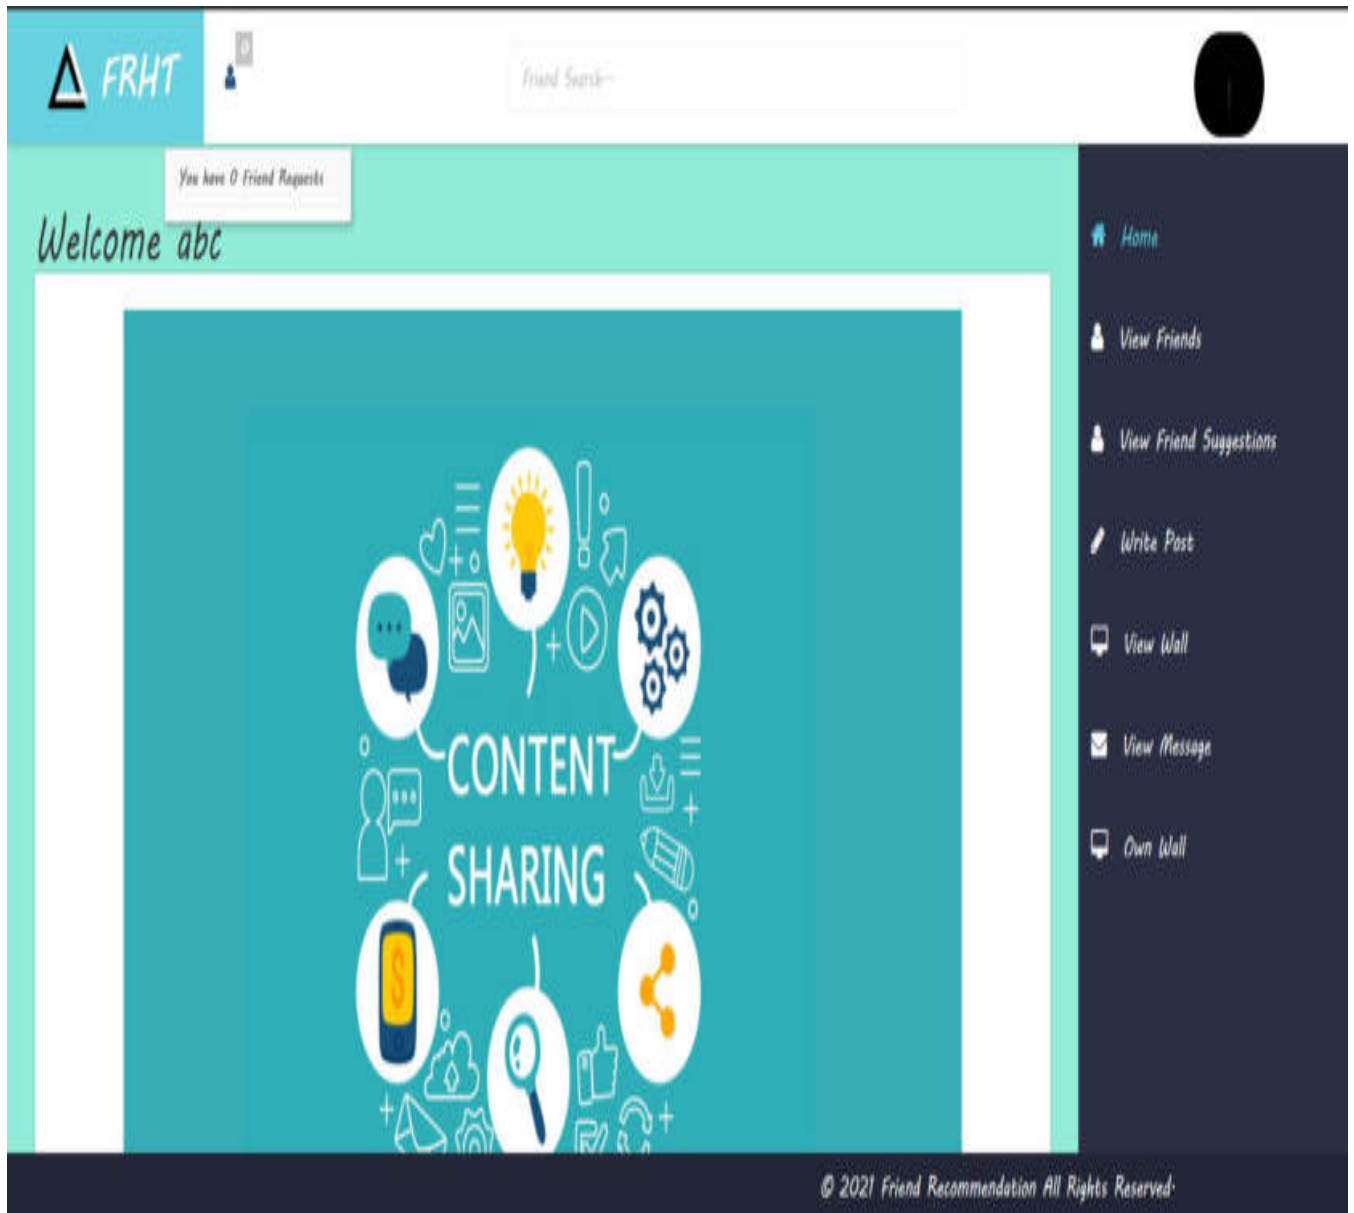 FRHT
0
Friend Search...
You have 0 Friend Requests
Welcome abc
Home
View Friends
View Friend Suggestions
Write Post
View Wall
View Message
Own Wall
CONTENT
SHARING
$
© 2021 Friend Recommendation All Rights Reserved.